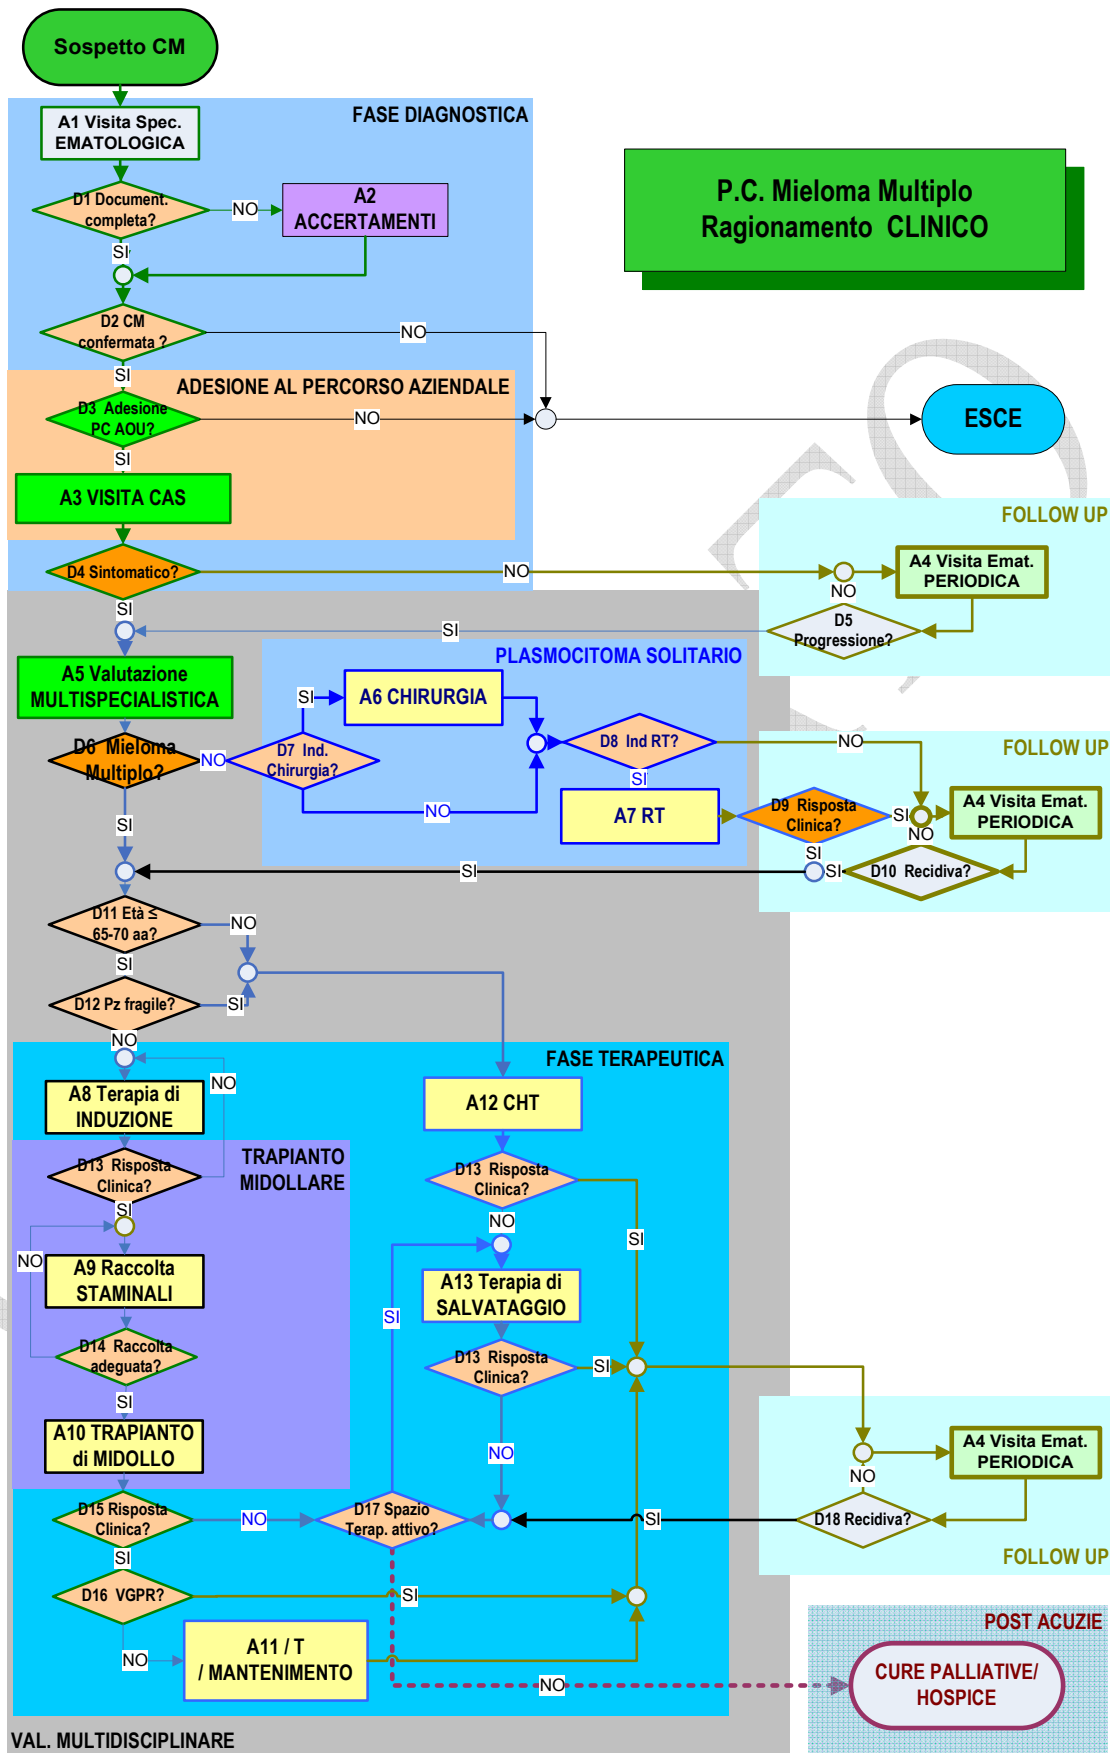 Sospetto CM
FASE DIAGNOSTICA
A1 Visita Spec.
EMATOLOGICA
P.C. Mieloma Multiplo
Ragionamento CLINICO
D1 Document.
completa?
NO
A2
ACCERTAMENTI
SI
D2 CM
confermata ?
NO
SI
ADESIONE AL PERCORSO AZIENDALE
D3 Adesione
PC AOU?
NO
ESCE
SI
A3 VISITA CAS
FOLLOW UP
D4 Sintomatico?
NO
A4 Visita Emat.
PERIODICA
NO
SI
D5
Progressione?
SI
A5 Valutazione
MULTISPECIALISTICA
PLASMOCITOMA SOLITARIO
SI
A6 CHIRURGIA
D6 Mieloma
Multiplo?
NO
D7 Ind.
Chirurgia?
D8 Ind RT?
NO
FOLLOW UP
SI
NO
A7 RT
D9 Risposta
Clinica?
SI
A4 Visita Emat.
PERIODICA
NO
SI
SI
SI
SI
D10 Recidiva?
D11 Età ≤
65-70 aa?
NO
SI
D12 Pz fragile?
SI
NO
FASE TERAPEUTICA
A8 Terapia di
INDUZIONE
NO
A12 CHT
TRAPIANTO
MIDOLLARE
D13 Risposta
Clinica?
D13 Risposta
Clinica?
SI
NO
SI
NO
A9 Raccolta
STAMINALI
A13 Terapia di
SALVATAGGIO
SI
D14 Raccolta
adeguata?
D13 Risposta
Clinica?
SI
SI
A10 TRAPIANTO
di MIDOLLO
NO
A4 Visita Emat.
PERIODICA
NO
D15 Risposta
Clinica?
NO
D17 Spazio
Terap. attivo?
SI
D18 Recidiva?
SI
FOLLOW UP
D16 VGPR?
SI
NO
A11 / T
/ MANTENIMENTO
POST ACUZIE
NO
CURE PALLIATIVE/
HOSPICE
VAL. MULTIDISCIPLINARE